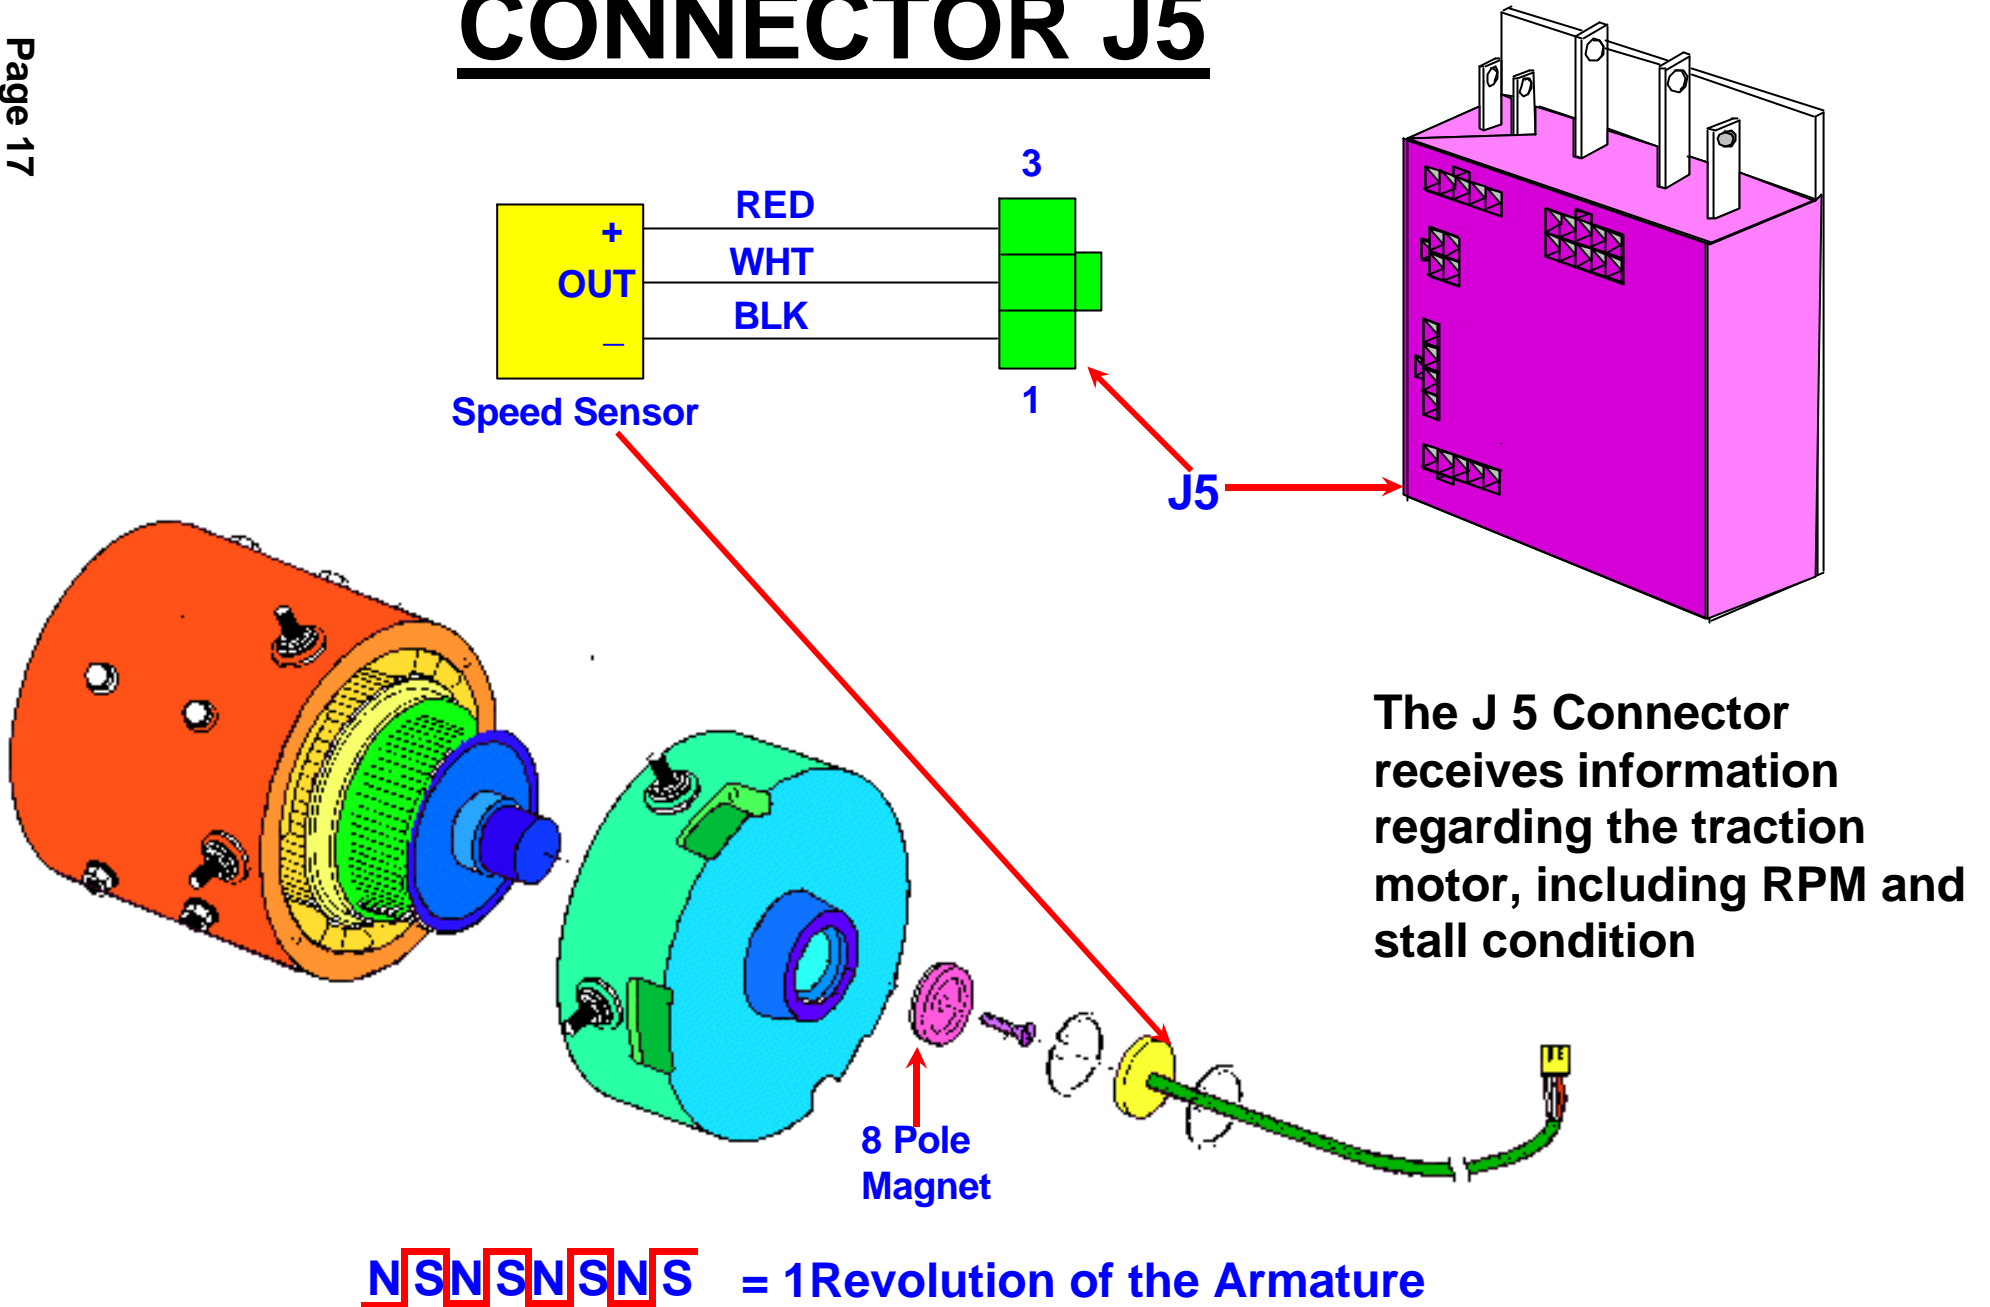 CONNECTOR J5
Page 17
3
RED
+
WHT
OUT
BLK
_
1
Speed Sensor
J5
The J 5 Connector
receives information
regarding the traction
motor, including RPM and
stall condition
8 Pole
Magnet
N S N S N S N S = 1Revolution of the Armature